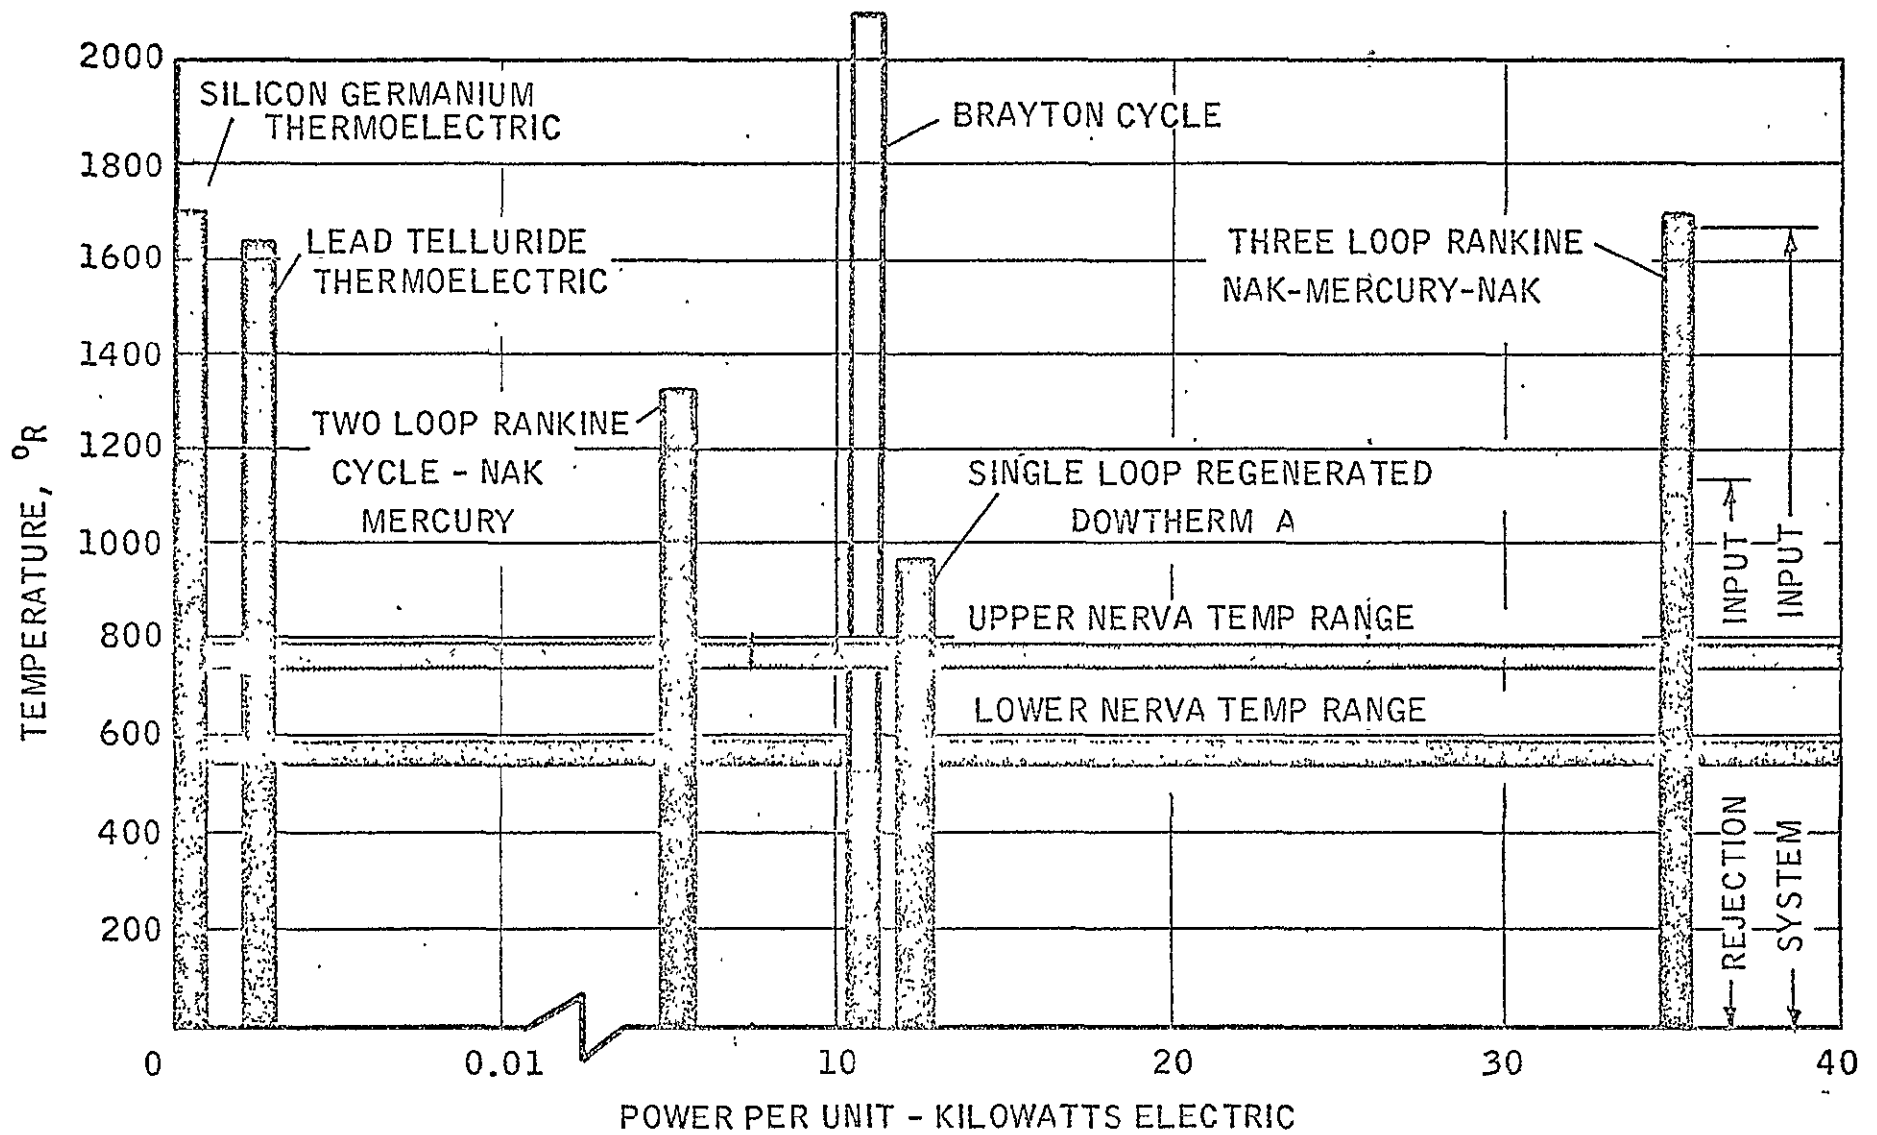 2000
1800
1600
1400
1200
1000
800
600
400
200
0
TEMPERATURE, °R
SILICON GERMANIUM
THERMOELECTRIC
LEAD TELLURIDE
THERMOELECTRIC
TWO LOOP RANKINE
CYCLE - NAK
MERCURY
BRAYTON CYCLE
SINGLE LOOP REGENERATED
DOWTHERM A
THREE LOOP RANKINE
NAK-MERCURY-NAK
UPPER NERVA TEMP RANGE
LOWER NERVA TEMP RANGE
INPUT
INPUT
REJECTION
SYSTEM
0.01
10
20
30
40
POWER PER UNIT - KILOWATTS ELECTRIC